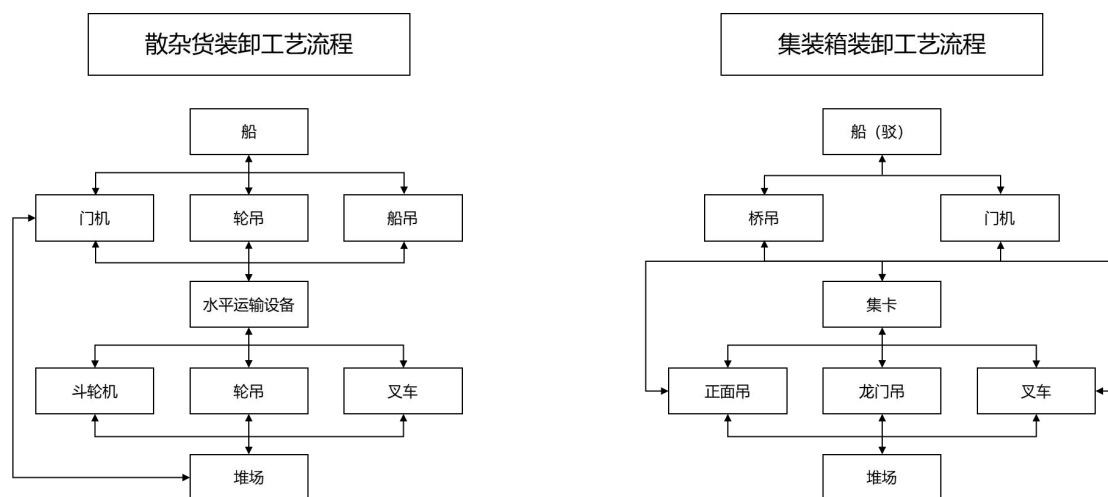 散杂货装卸工艺流程
船
门机
轮吊
船吊
水平运输设备
斗轮机
轮吊
叉车
堆场
集装箱装卸工艺流程
船（驳）
桥吊
门机
集卡
正面吊
龙门吊
叉车
堆场